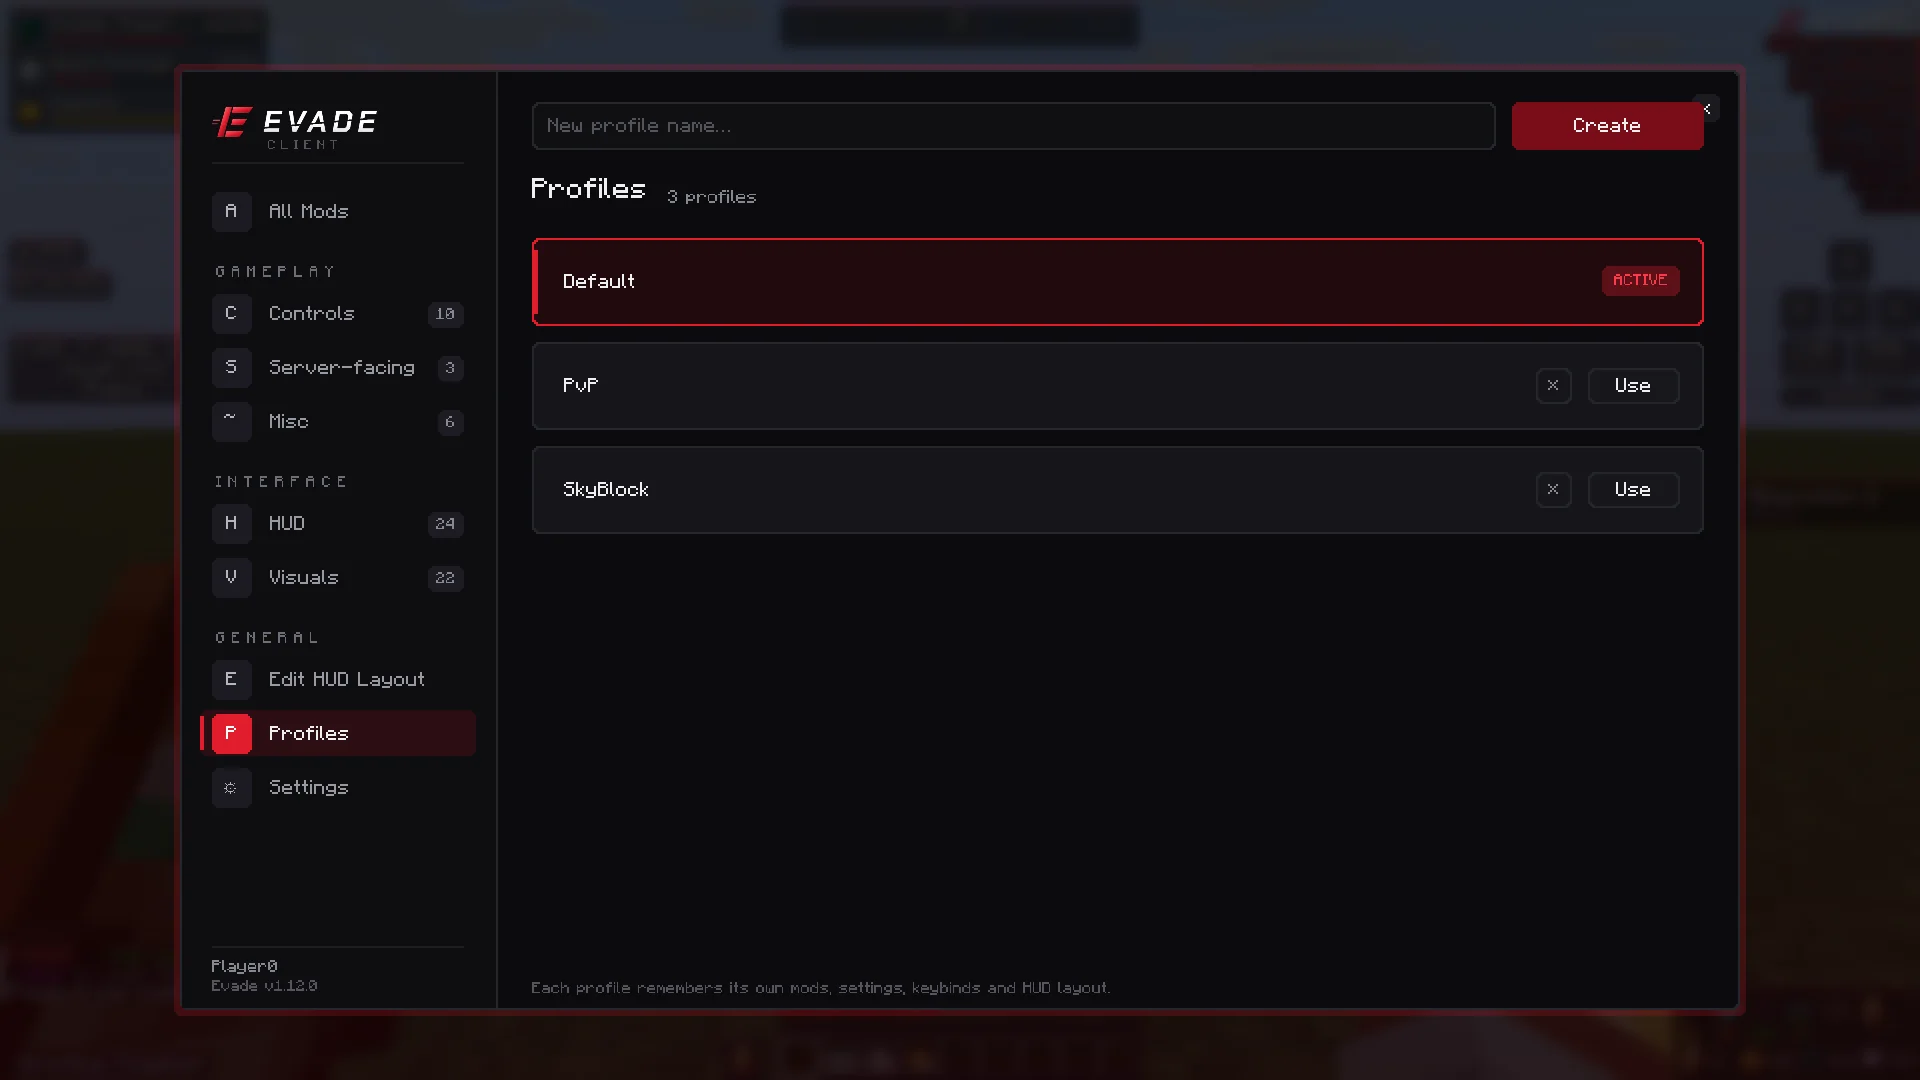 EVADE
CLIENT
A All Mods
GAMEPLAY
C Controls 10
S Server-facing 3
~ Misc 6
INTERFACE
H HUD 24
V Visuals 22
GENERAL
E Edit HUD Layout
P Profiles
Settings
Player0
Evade v1.12.0
New profile name...
Create
Profiles 3 profiles
Default ACTIVE
PvP × Use
SkyBlock × Use
Each profile remembers its own mods, settings, keybinds and HUD layout.